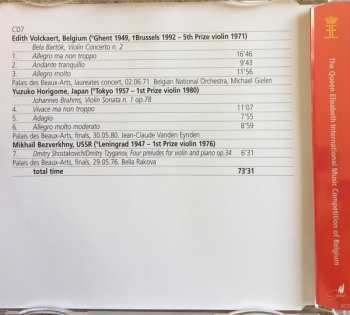 CD7
Edith Volckaert, Belgium (°Ghent 1949, †Brussels 1992 – 5th Prize violin 1971)
Bela Bartók, Violin Concerto n. 2
1. Allegro ma non troppo 16'46
2. Andante tranquillo 9'43
3. Allegro molto 11'56
Palais des Beaux-Arts, laureates concert, 02.06.71. Belgian National Orchestra, Michael Gielen
Yuzuko Horigome, Japan (°Tokyo 1957 – 1st Prize violin 1980)
Johannes Brahms, Violin Sonata n. 1 op.78
4. Vivace ma non troppo 11'07
5. Adagio 7'55
6. Allegro molto moderato 8'59
Palais des Beaux-Arts, finals, 30.05.80. Jean-Claude Vanden Eynden
Mikhail Bezverkhny, USSR (°Leningrad 1947 – 1st Prize violin 1976)
7. Dmitry Shostakovich/Dmitry Tzyganov, Four preludes for violin and piano op.34 6'31
Palais des Beaux-Arts, finals, 29.05.76. Bella Rakova
total time 73'31
The Queen Elisabeth International Music Competition of Belgium